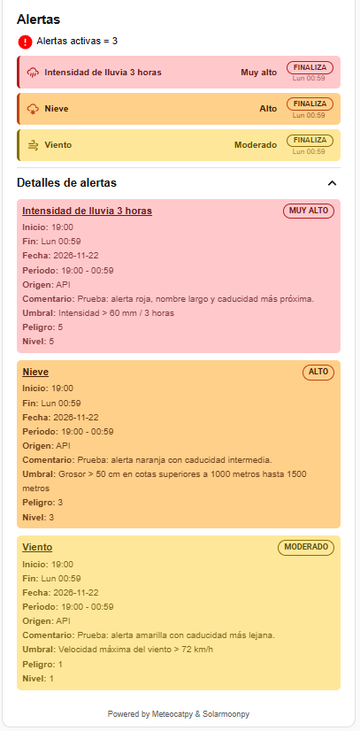 Alertas
! Alertas activas = 3
Intensidad de lluvia 3 horas Muy alto FINALIZA
Lun 00:59
Nieve Alto FINALIZA
Lun 00:59
Viento Moderado FINALIZA
Lun 00:59
Detalles de alertas
Intensidad de lluvia 3 horas MUY ALTO
Inicio: 19:00
Fin: Lun 00:59
Fecha: 2026-11-22
Período: 19:00 - 00:59
Origen: API
Comentario: Prueba: alerta roja, nombre largo y caducidad más próxima.
Umbral: Intensidad > 60 mm / 3 horas
Peligro: 5
Nivel: 5
Nieve ALTO
Inicio: 19:00
Fin: Lun 00:59
Fecha: 2026-11-22
Período: 19:00 - 00:59
Origen: API
Comentario: Prueba: alerta naranja con caducidad intermedia.
Umbral: Grosor > 50 cm en cotas superiores a 1000 metros hasta 1500
metros
Peligro: 3
Nivel: 3
Viento MODERADO
Inicio: 19:00
Fin: Lun 00:59
Fecha: 2026-11-22
Período: 19:00 - 00:59
Origen: API
Comentario: Prueba: alerta amarilla con caducidad más lejana.
Umbral: Velocidad máxima del viento > 72 km/h
Peligro: 1
Nivel: 1
Powered by Meteocatpy & Solarmoonpy